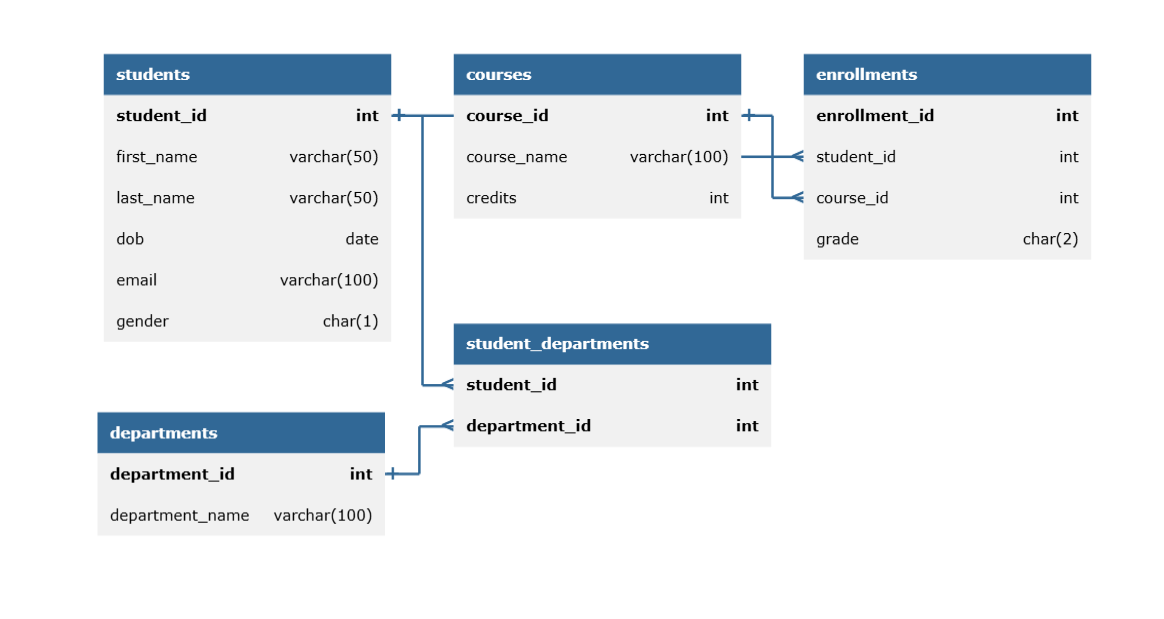 students
student_id int
first_name varchar(50)
last_name varchar(50)
dob date
email varchar(100)
gender char(1)
courses
course_id int
course_name varchar(100)
credits int
enrollments
enrollment_id int
student_id int
course_id int
grade char(2)
student_departments
student_id int
department_id int
departments
department_id int
department_name varchar(100)